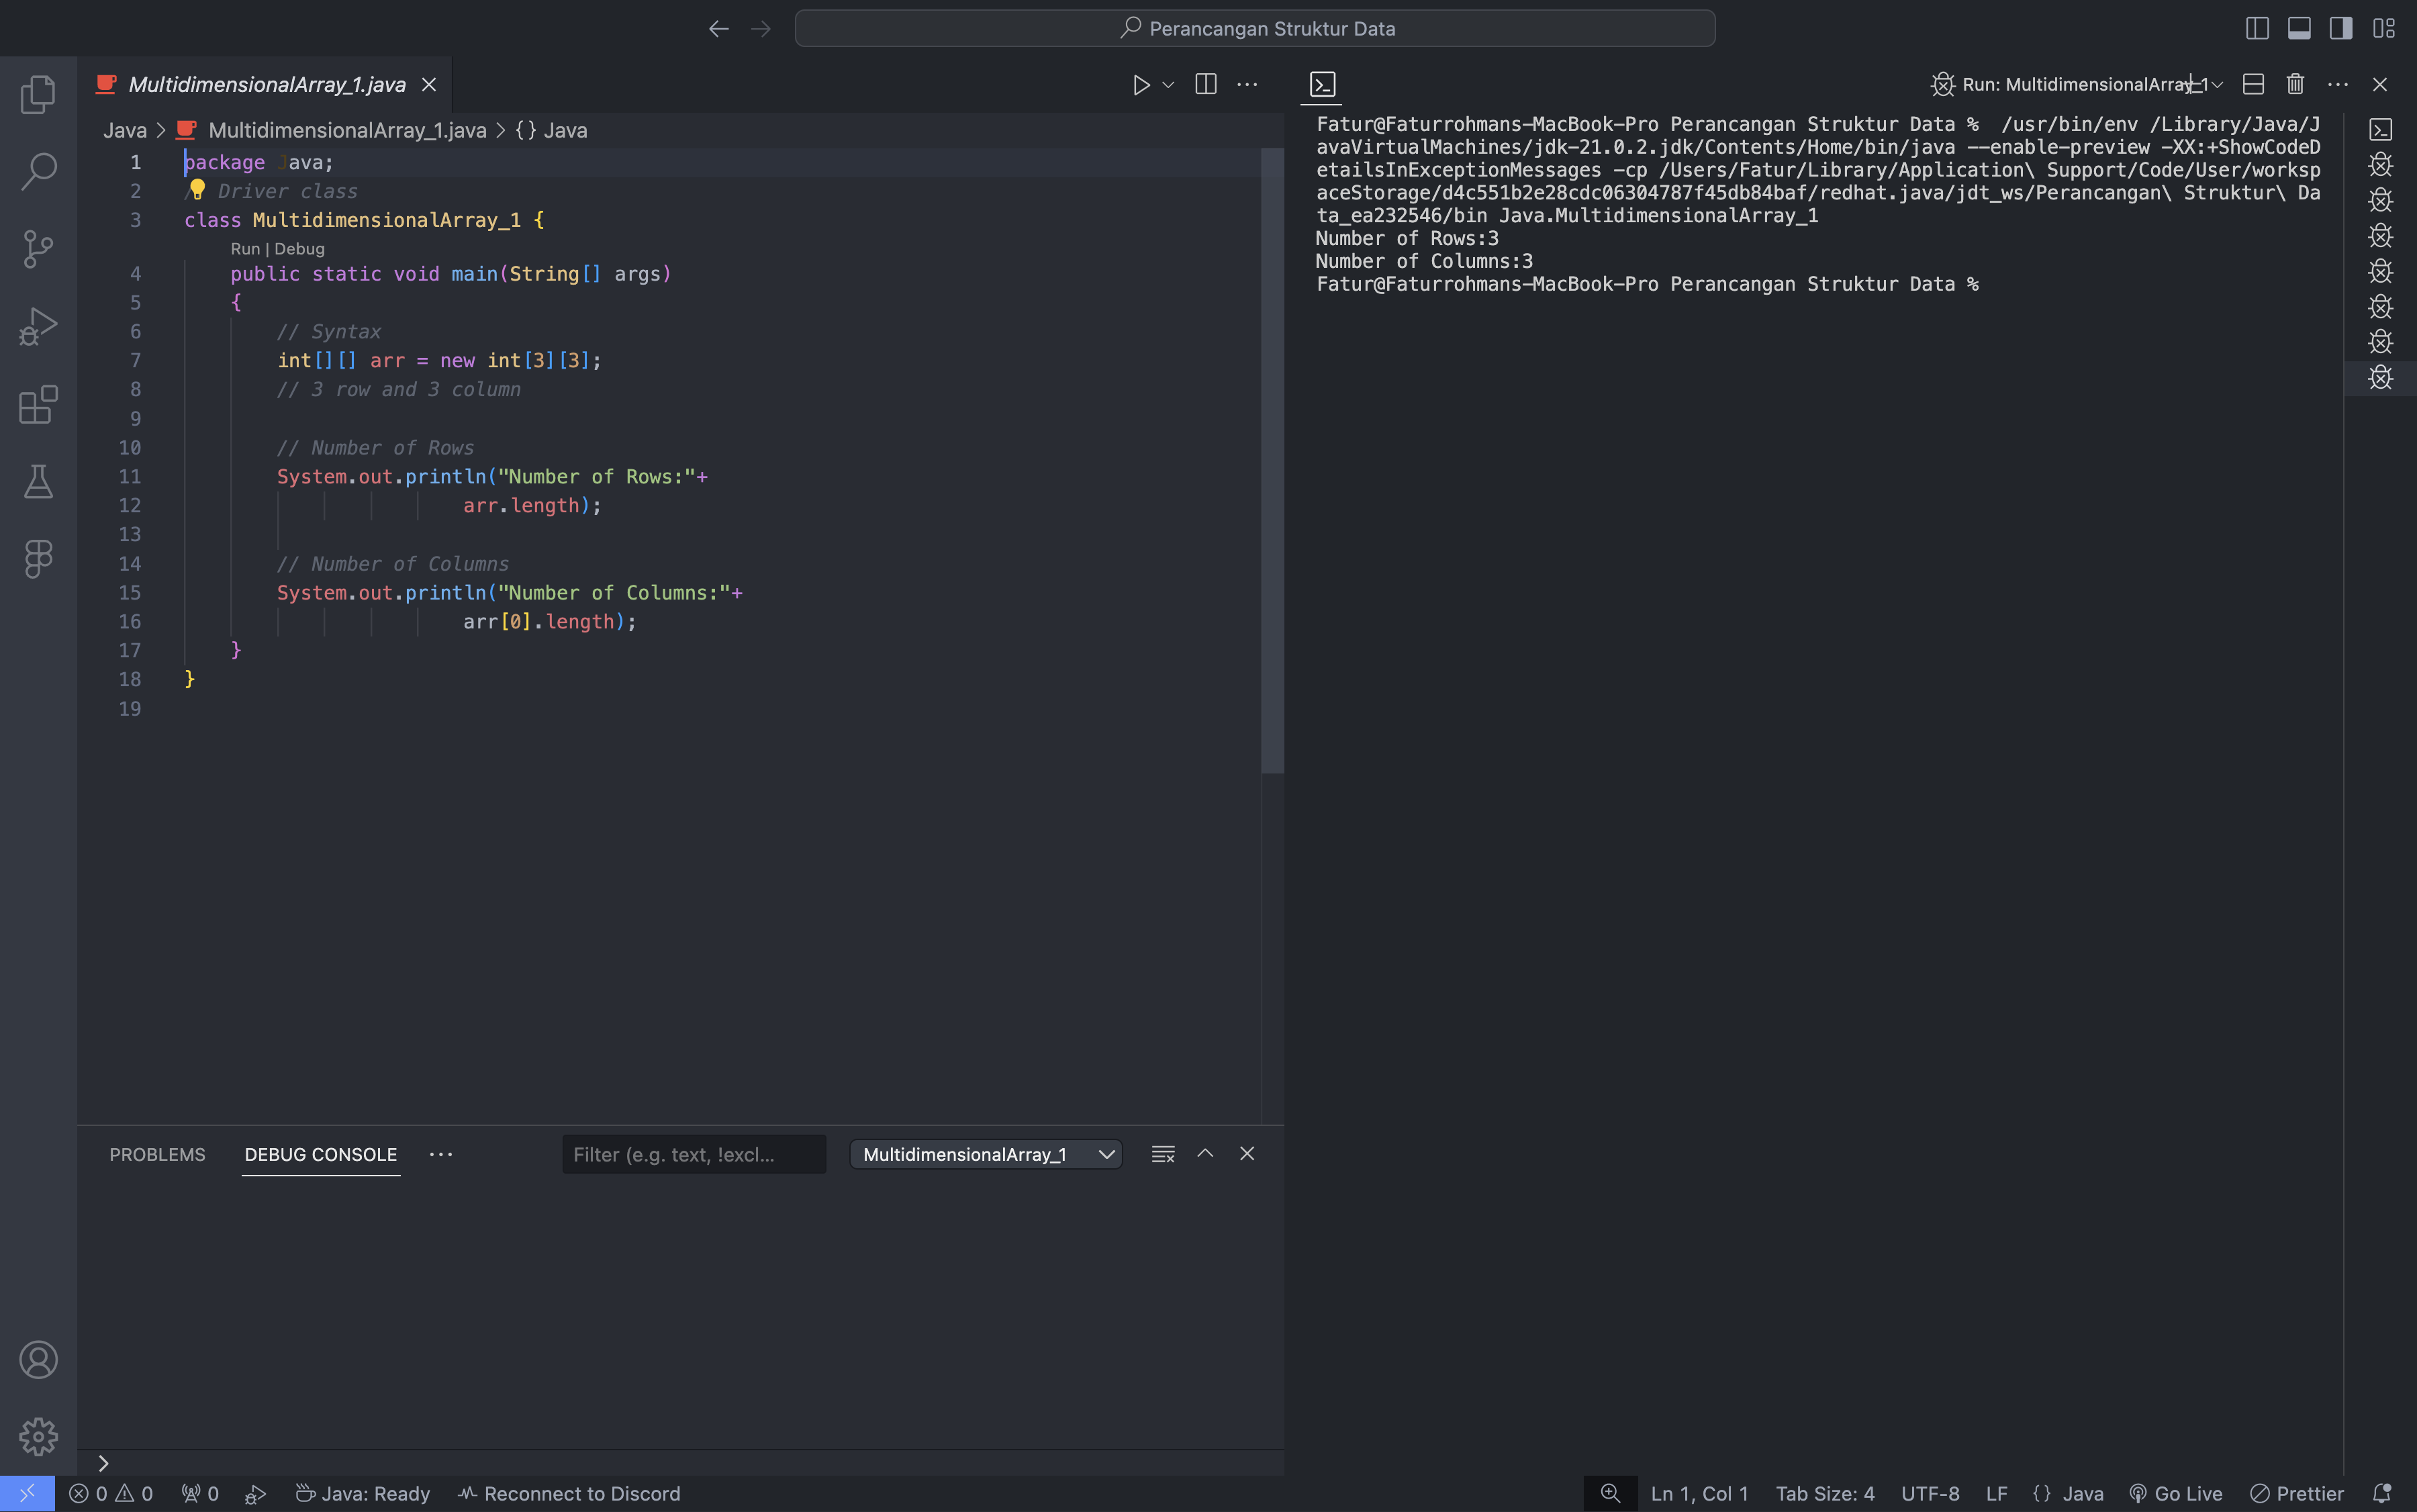 Perancangan Struktur Data
MultidimensionalArray_1.java
Java > MultidimensionalArray_1.java > {} Java
1 package Java;
2 // Driver class
3 class MultidimensionalArray_1 {
Run | Debug
4 public static void main(String[] args)
5 {
6 // Syntax
7 int[][] arr = new int[3][3];
8 // 3 row and 3 column
9
10 // Number of Rows
11 System.out.println("Number of Rows:"+
12 arr.length);
13
14 // Number of Columns
15 System.out.println("Number of Columns:"+
16 arr[0].length);
17 }
18 }
19
PROBLEMS DEBUG CONSOLE ··· Filter (e.g. text, !excl... MultidimensionalArray_1
Run: MultidimensionalArray_1
Fatur@Faturrohmans-MacBook-Pro Perancangan Struktur Data % /usr/bin/env /Library/Java/J
avaVirtualMachines/jdk-21.0.2.jdk/Contents/Home/bin/java --enable-preview -XX:+ShowCodeD
etailsInExceptionMessages -cp /Users/Fatur/Library/Application\ Support/Code/User/worksp
aceStorage/d4c551b2e28cdc06304787f45db84baf/redhat.java/jdt_ws/Perancangan\ Struktur\ Da
ta_ea232546/bin Java.MultidimensionalArray_1
Number of Rows:3
Number of Columns:3
Fatur@Faturrohmans-MacBook-Pro Perancangan Struktur Data %
0 0 0 Java: Ready Reconnect to Discord Ln 1, Col 1 Tab Size: 4 UTF-8 LF {} Java Go Live Prettier